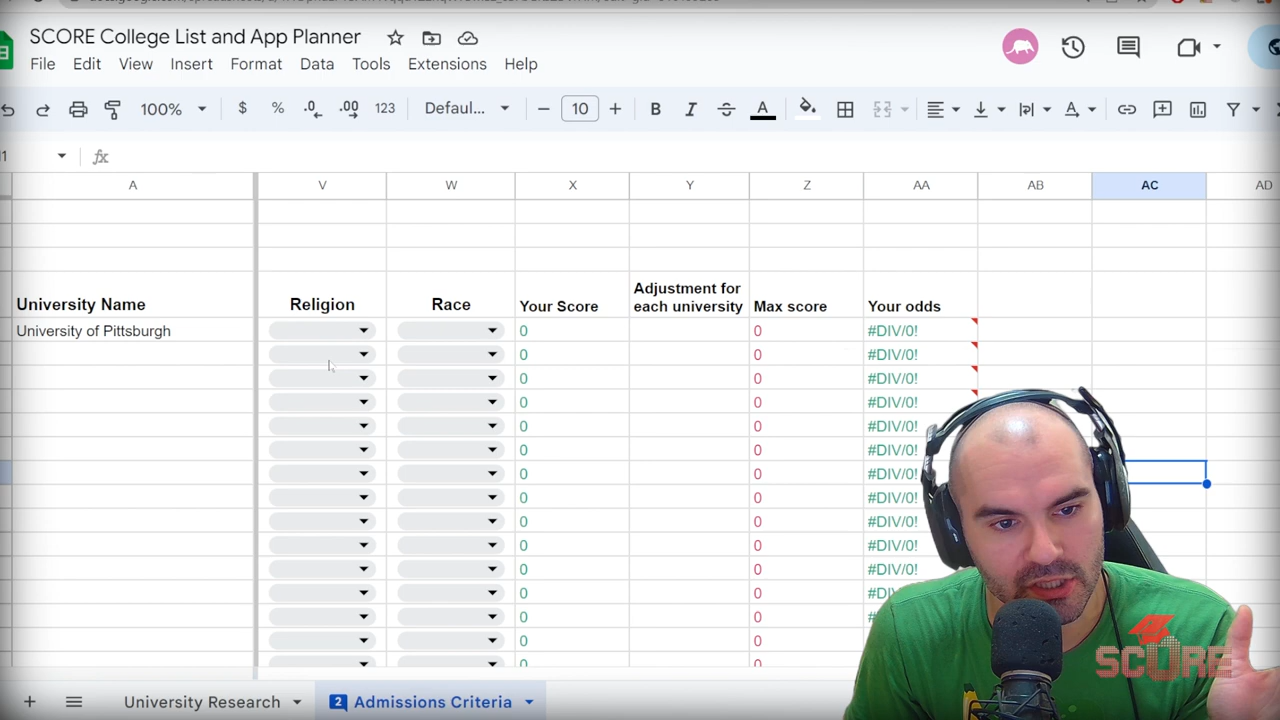 SCORE College List and App Planner
File Edit View Insert Format Data Tools Extensions Help
100% $ % .0 .00 123 Defaul... 10 B I A
fx
A V W X Y Z AA AB AC AD
University Name Religion Race Your Score Adjustment for each university Max score Your odds
University of Pittsburgh 0 0 #DIV/0!
0 0 #DIV/0!
0 0 #DIV/0!
0 0 #DIV/0!
0 0 #DIV/0!
0 0 #DIV/0!
0 0 #DIV/0!
0 0 #DIV/0!
0 0 #DIV/0!
0 0 #DIV/0!
0 0 #DIV/0!
0 0
0 0
0 0
0 0
SCORE
University Research 2 Admissions Criteria